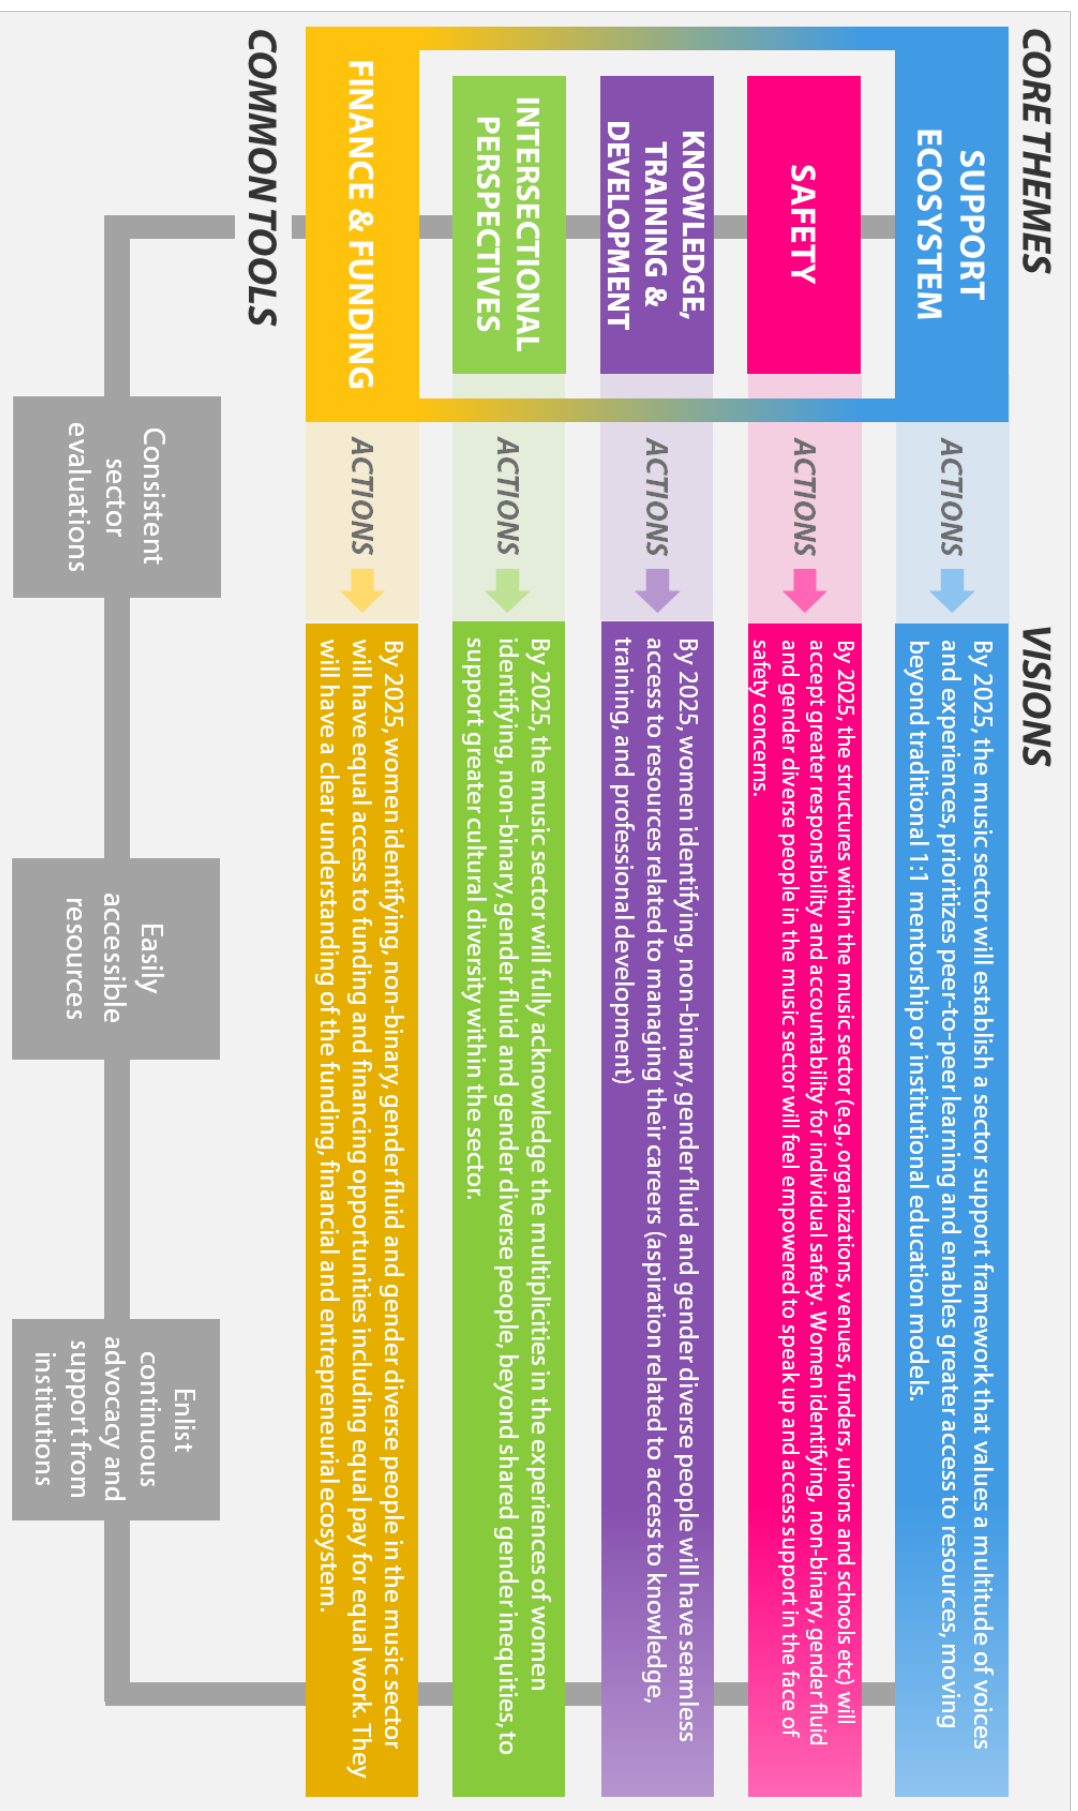 CORE THEMES
VISIONS
SUPPORT
ECOSYSTEM
ACTIONS
By 2025, the music sector will establish a sector support framework that values a multitude of voices
and experiences, prioritizes peer-to-peer learning and enables greater access to resources, moving
beyond traditional 1:1 mentorship or institutional education models.
SAFETY
ACTIONS
By 2025, the structures within the music sector (e.g., organizations, venues, funders, unions and schools etc) will
accept greater responsibility and accountability for individual safety. Women identifying, non-binary, gender fluid
and gender diverse people in the music sector will feel empowered to speak up and access support in the face of
safety concerns.
KNOWLEDGE,
TRAINING &
DEVELOPMENT
ACTIONS
By 2025, women identifying, non-binary, gender fluid and gender diverse people will have seamless
access to resources related to managing their careers (aspiration related to access to knowledge,
training, and professional development)
INTERSECTIONAL
PERSPECTIVES
ACTIONS
By 2025, the music sector will fully acknowledge the multiplicities in the experiences of women
identifying, non-binary, gender fluid and gender diverse people, beyond shared gender inequities, to
support greater cultural diversity within the sector.
FINANCE & FUNDING
ACTIONS
By 2025, women identifying, non-binary, gender fluid and gender diverse people in the music sector
will have equal access to funding and financing opportunities including equal pay for equal work. They
will have a clear understanding of the funding, financial and entrepreneurial ecosystem.
COMMON TOOLS
Consistent
sector
evaluations
Easily
accessible
resources
Enlist
continuous
advocacy and
support from
institutions